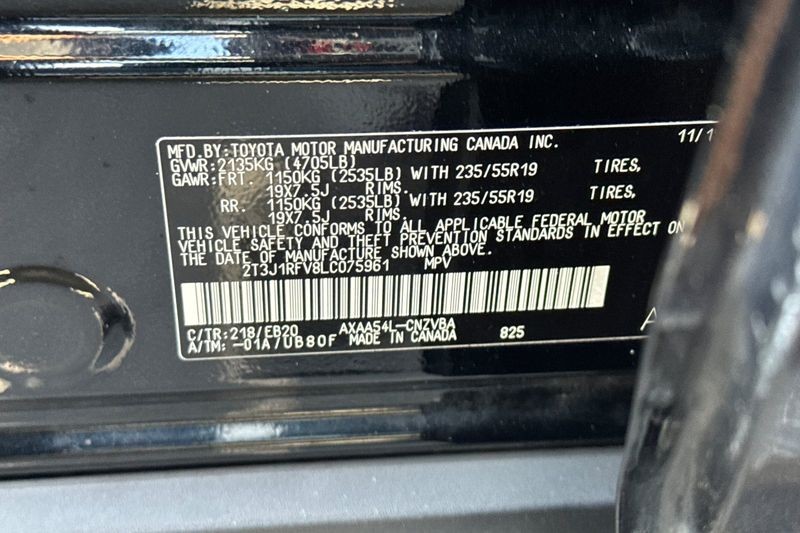 MFD.BY:TOYOTA MOTOR MANUFACTURING CANADA INC. 11/1
GVWR:2135KG (4705LB)
GAWR:FRT. 1150KG (2535LB) WITH 235/55R19 TIRES,
19X7.5J RIMS.
RR. 1150KG (2535LB) WITH 235/55R19 TIRES,
19X7.5J RIMS.
THIS VEHICLE CONFORMS TO ALL APPLICABLE FEDERAL MOTOR
VEHICLE SAFETY AND THEFT PREVENTION STANDARDS IN EFFECT ON
THE DATE OF MANUFACTURE SHOWN ABOVE.
2T3J1RFV8LC075961 MPV
C/TR:218/EB20 AXAA54L-CNZVBA
A/TM: -01A/UB80F MADE IN CANADA 825
A